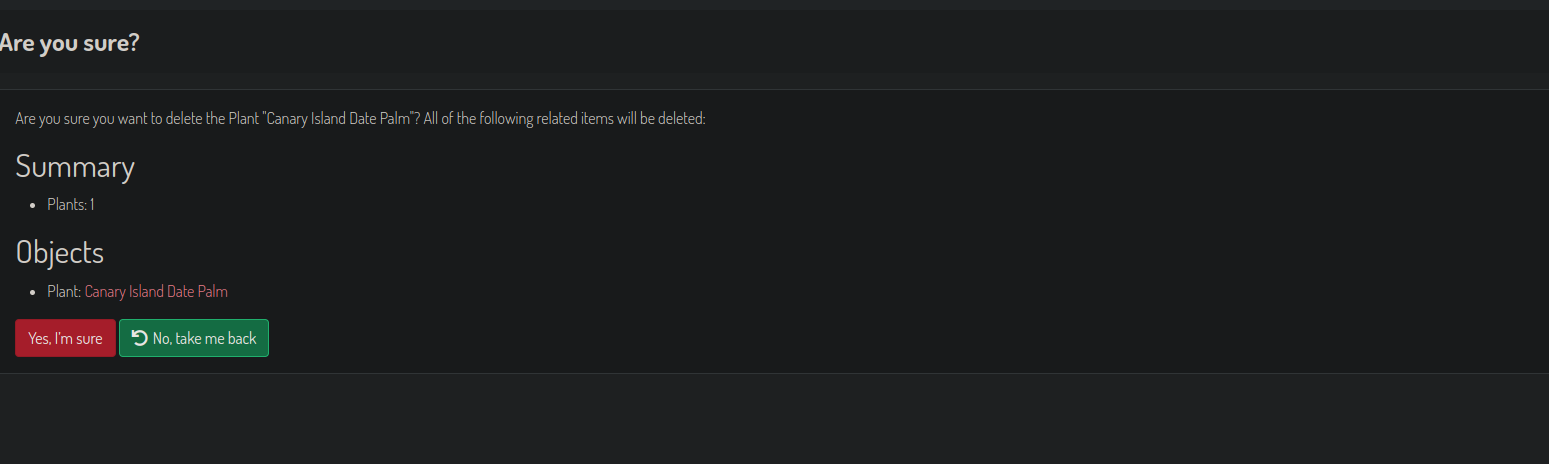 Are you sure?
Are you sure you want to delete the Plant "Canary Island Date Palm"? All of the following related items will be deleted:
Summary
Plants: 1
Objects
Plant: Canary Island Date Palm
Yes, I'm sure No, take me back